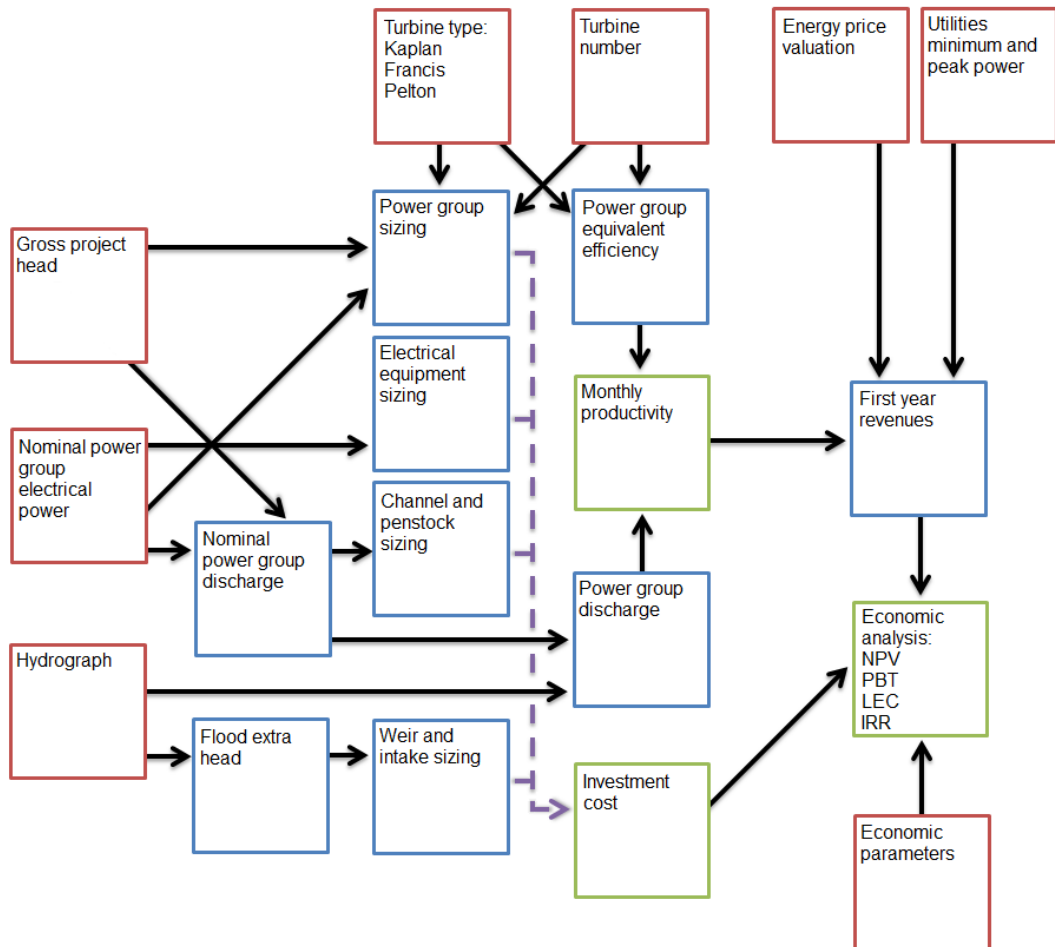 Turbine type:
Kaplan
Francis
Pelton
Turbine
number
Energy price
valuation
Utilities
minimum and
peak power
Power group
sizing
Power group
equivalent
efficiency
Gross project
head
Electrical
equipment
sizing
Monthly
productivity
First year
revenues
Nominal power
group
electrical
power
Channel and
penstock
sizing
Nominal
power group
discharge
Power group
discharge
Economic
analysis:
NPV
PBT
LEC
IRR
Hydrograph
Flood extra
head
Weir and
intake sizing
Investment
cost
Economic
parameters